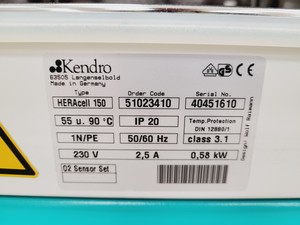 Kendro
63505 Langenselbold
Made in Germany
Type Order Code Serial No.
HERAcell 150 51023410 40451610
55 u. 90 °C IP 20 Temp.Protection
DIN 12880/1
1N/PE 50/60 Hz class 3.1
230 V 2,5 A 0,58 kW
O2 Sensor Set